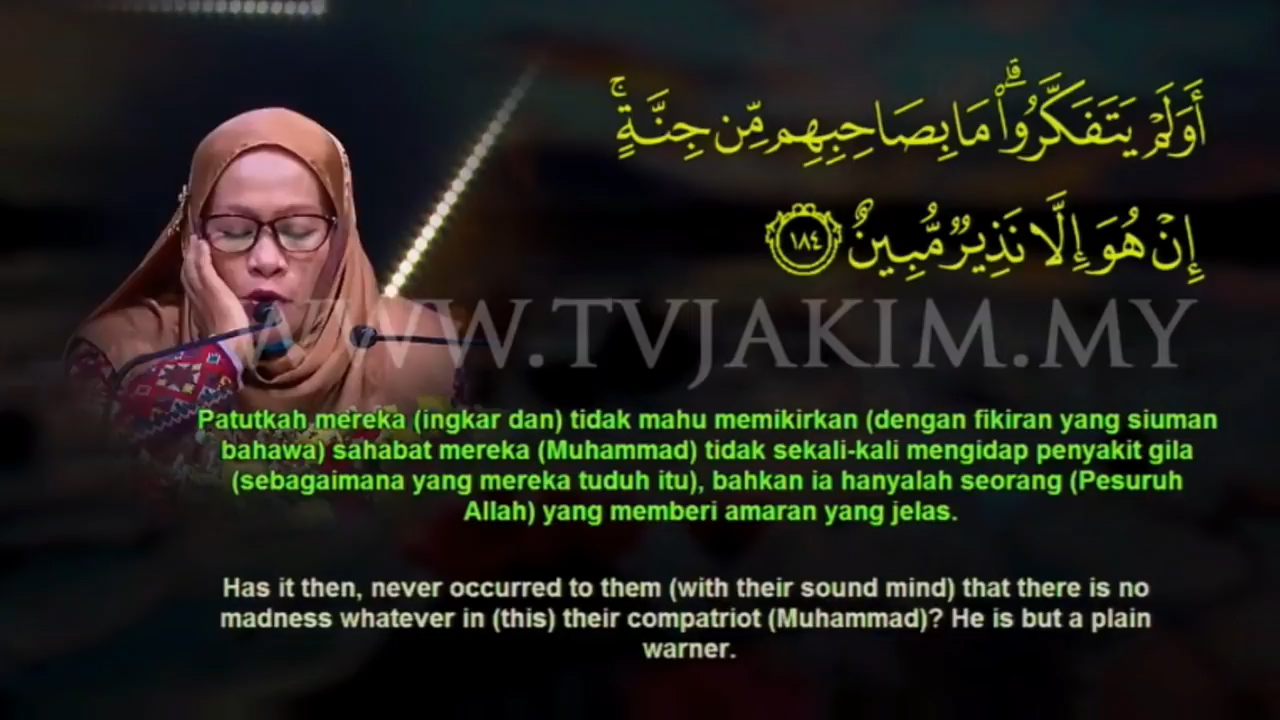 أَوَلَمْ يَتَفَكَّرُوا۟ ۗ مَا بِصَاحِبِهِم مِّن جِنَّةٍ ۚ
إِنْ هُوَ إِلَّا نَذِيرٌ مُّبِينٌ ١٨٤
WWW.TVJAKIM.MY
Patutkah mereka (ingkar dan) tidak mahu memikirkan (dengan fikiran yang siuman
bahawa) sahabat mereka (Muhammad) tidak sekali-kali mengidap penyakit gila
(sebagaimana yang mereka tuduh itu), bahkan ia hanyalah seorang (Pesuruh
Allah) yang memberi amaran yang jelas.
Has it then, never occurred to them (with their sound mind) that there is no
madness whatever in (this) their compatriot (Muhammad)? He is but a plain
warner.